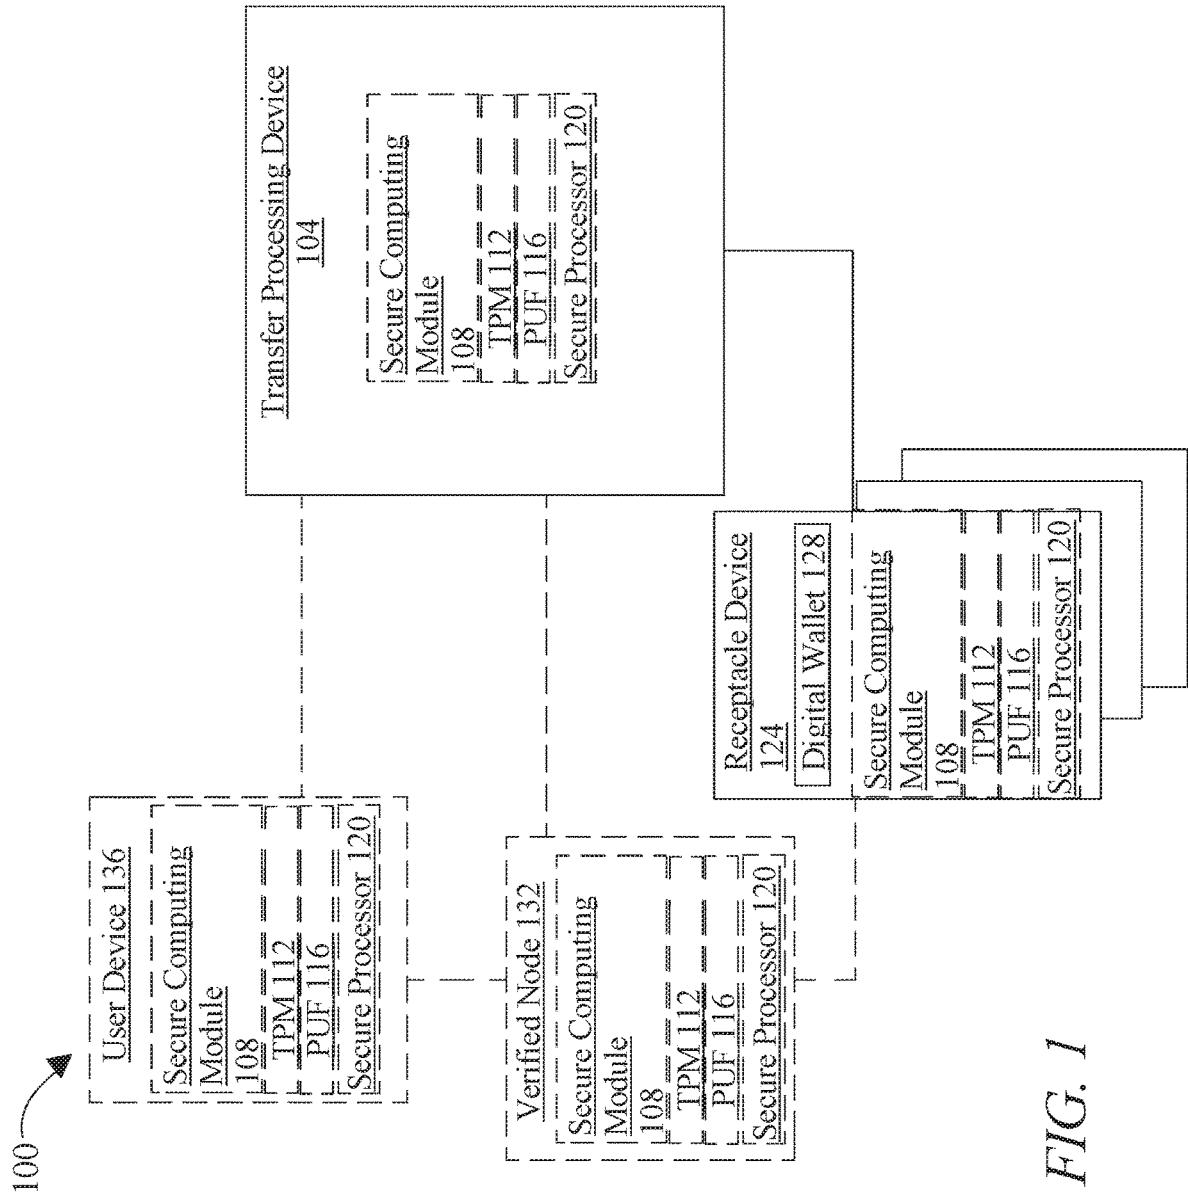 100
User Device 136
Secure Computing
Module
108
TPM 112
PUF 116
Secure Processor 120
Verified Node 132
Secure Computing
Module
108
TPM 112
PUF 116
Secure Processor 120
Transfer Processing Device
104
Secure Computing
Module
108
TPM 112
PUF 116
Secure Processor 120
Receptacle Device
124
Digital Wallet 128
Secure Computing
Module
108
TPM 112
PUF 116
Secure Processor 120
FIG. 1